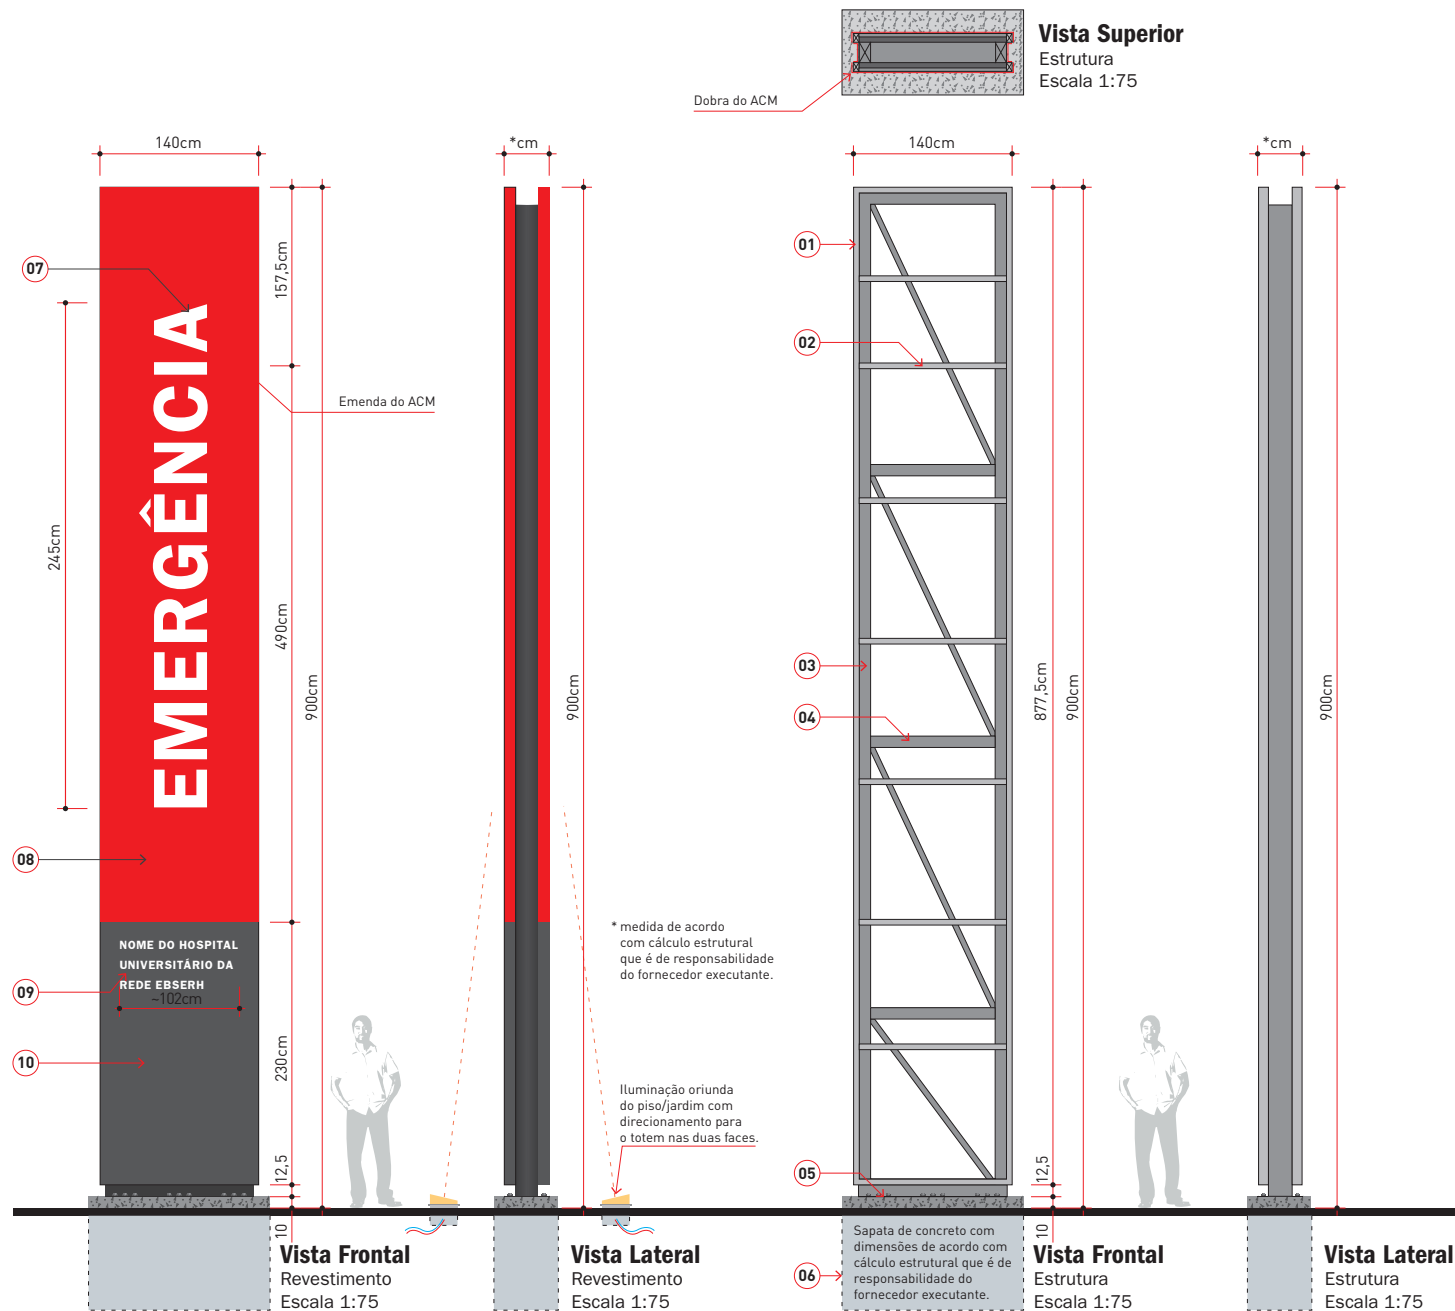 Vista Superior
Estrutura
Escala 1:75
Dobra do ACM
140cm
*cm
140cm
*cm
07
157,5cm
EMERGÊNCIA
245cm
Emenda do ACM
490cm
900cm
08
NOME DO HOSPITAL
UNIVERSITÁRIO DA
REDE EBSERH
~102cm
09
10
230cm
12,5
10
900cm
* medida de acordo
com cálculo estrutural
que é de responsabilidade
do fornecedor executante.
Iluminação oriunda
do piso/jardim com
direcionamento para
o totem nas duas faces.
01
02
03
04
05
06
877,5cm
900cm
12,5
10
900cm
Sapata de concreto com
dimensões de acordo com
cálculo estrutural que é de
responsabilidade do
fornecedor executante.
Vista Frontal
Revestimento
Escala 1:75
Vista Lateral
Revestimento
Escala 1:75
Vista Frontal
Estrutura
Escala 1:75
Vista Lateral
Estrutura
Escala 1:75